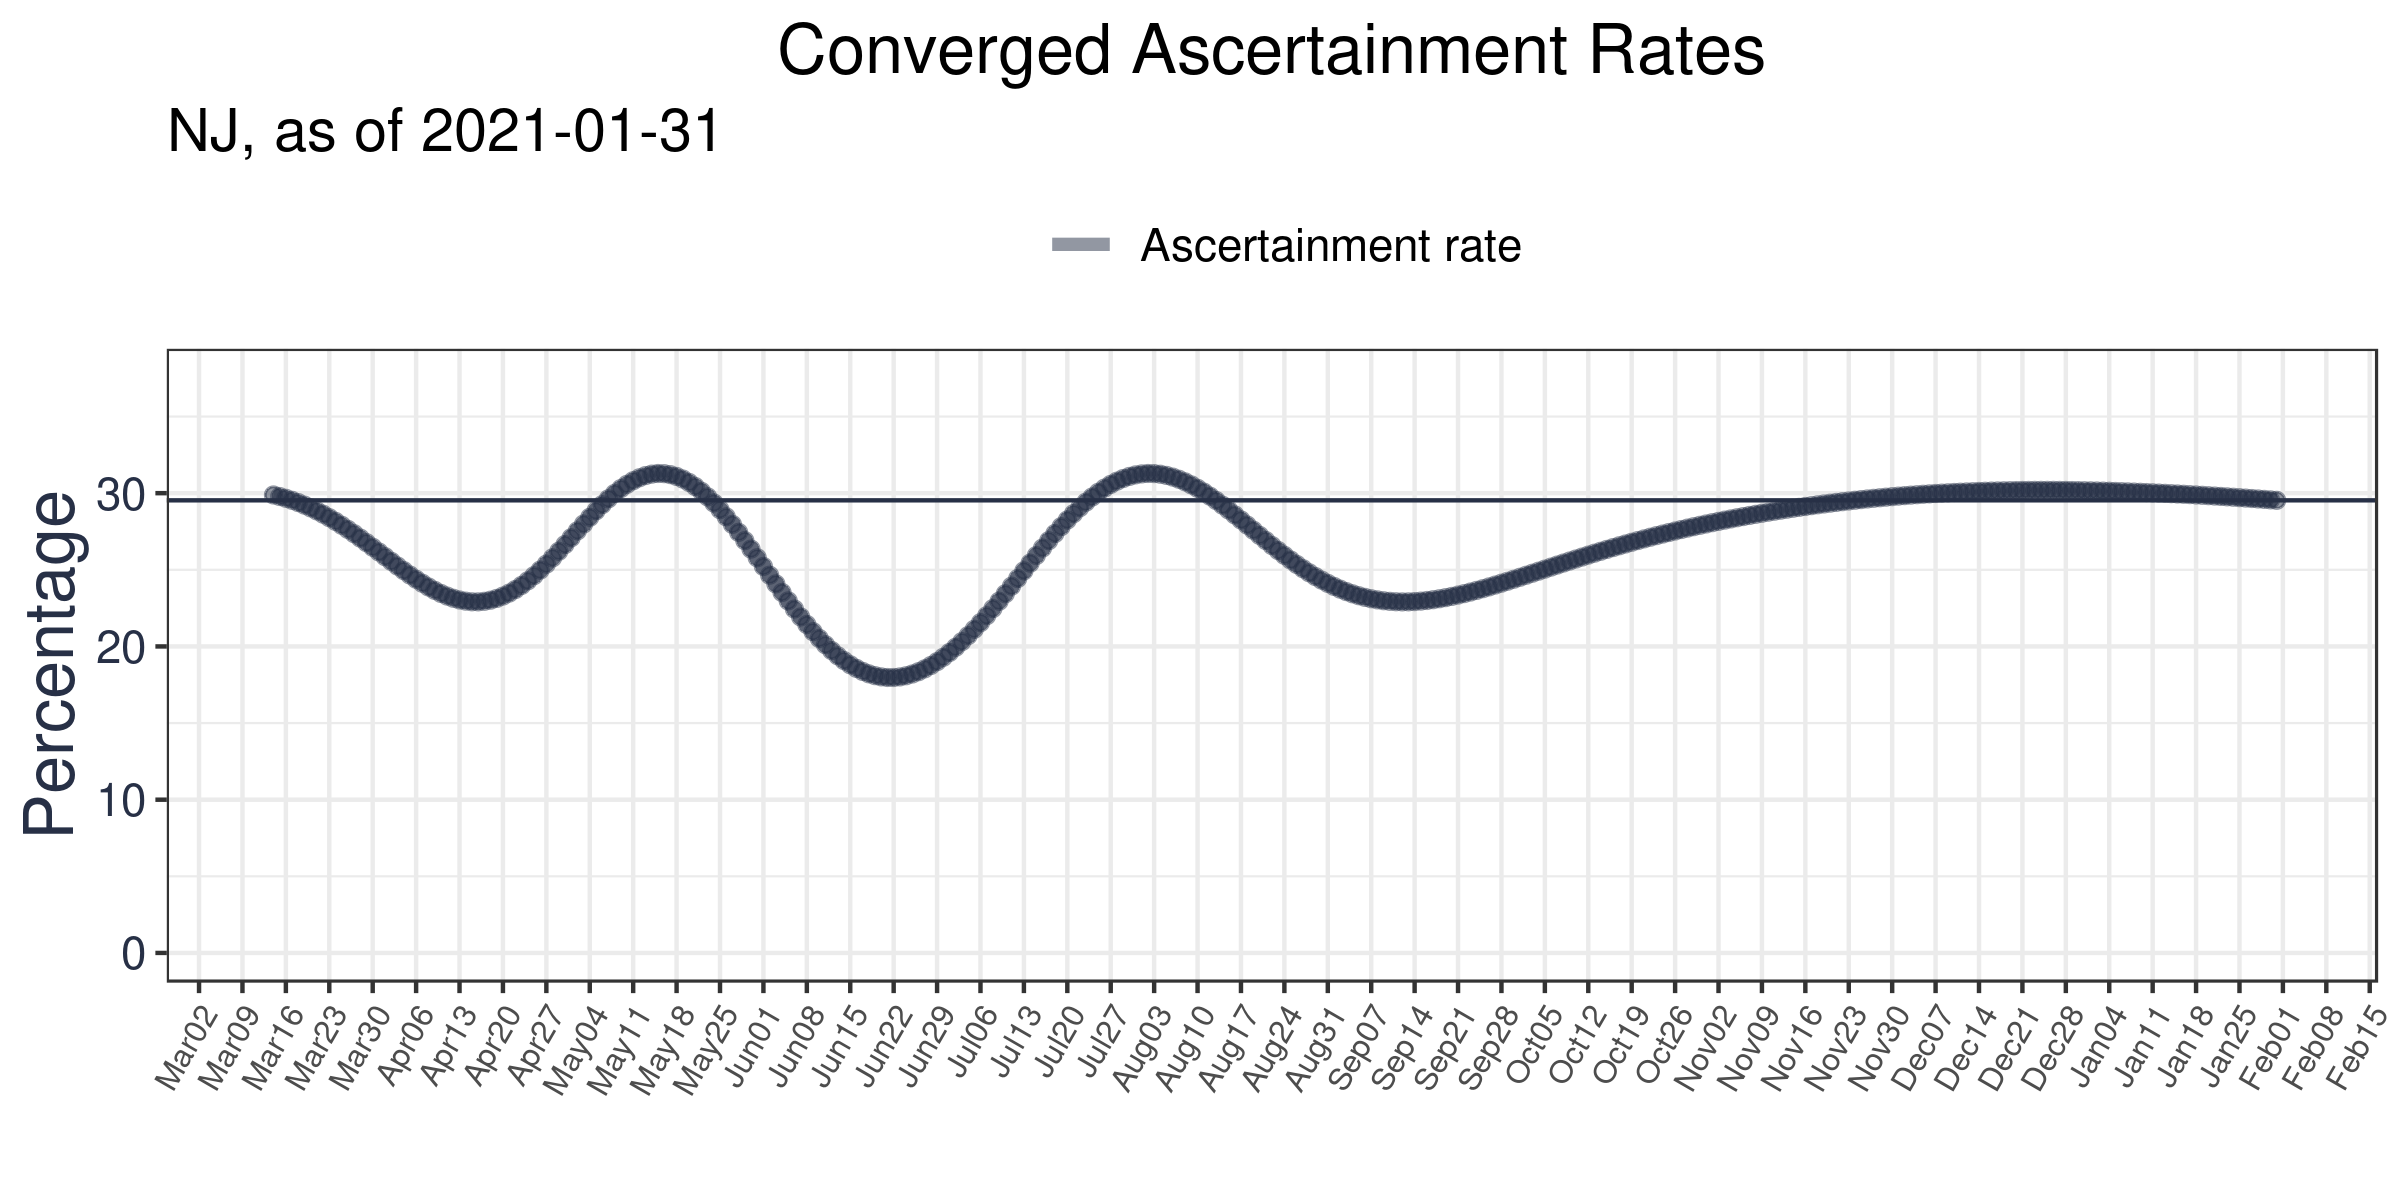 Converged Ascertainment Rates
NJ, as of 2021-01-31
Ascertainment rate
Percentage
30
20
10
0
Mar02 Mar09 Mar16 Mar23 Mar30 Apr06 Apr13 Apr20 Apr27 May04 May11 May18 May25 Jun01 Jun08 Jun15 Jun22 Jun29 Jul06 Jul13 Jul20 Jul27 Aug03 Aug10 Aug17 Aug24 Aug31 Sep07 Sep14 Sep21 Sep28 Oct05 Oct12 Oct19 Oct26 Nov02 Nov09 Nov16 Nov23 Nov30 Dec07 Dec14 Dec21 Dec28 Jan04 Jan11 Jan18 Jan25 Feb01 Feb08 Feb15